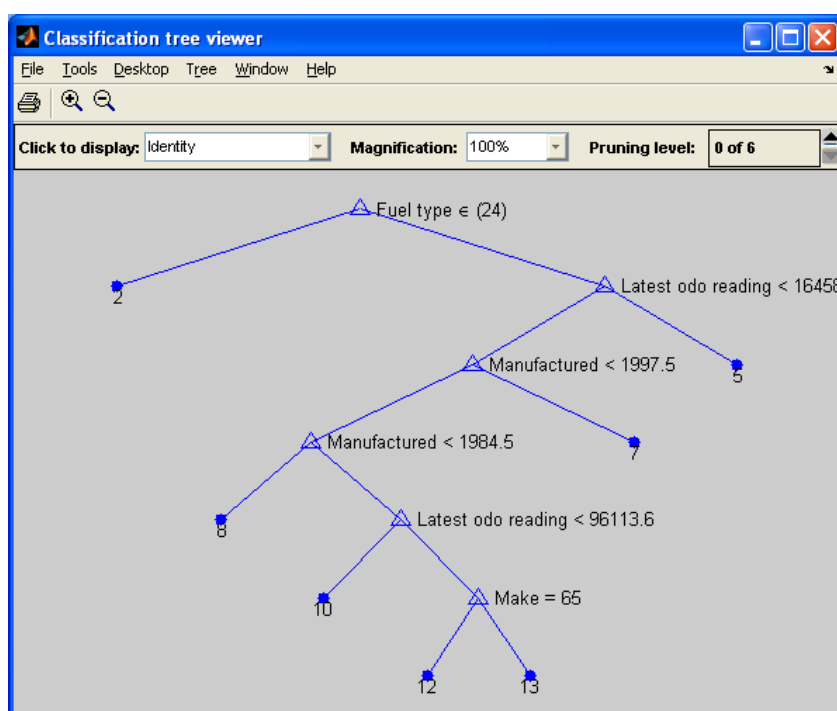 Classification tree viewer
File Tools Desktop Tree Window Help
Click to display: Identity Magnification: 100% Pruning level: 0 of 6
Fuel type ∈ (24)
2
Latest odo reading < 16458
Manufactured < 1997.5
5
Manufactured < 1984.5
7
8
Latest odo reading < 96113.6
10
Make = 65
12
13